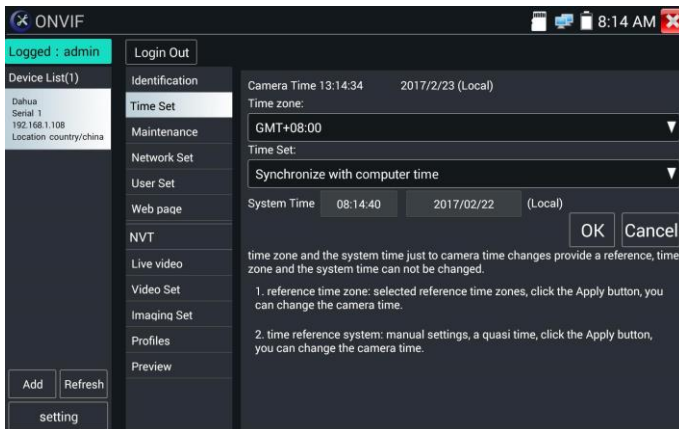 ONVIF
8:14 AM
Logged : admin
Login Out
Device List(1)
Dahua
Serial 1
192.168.1.108
Location country/china
Identification
Time Set
Maintenance
Network Set
User Set
Web page
NVT
Live video
Video Set
Imaging Set
Profiles
Preview
Camera Time 13:14:34 2017/2/23 (Local)
Time zone:
GMT+08:00
Time Set:
Synchronize with computer time
System Time 08:14:40 2017/02/22 (Local)
OK Cancel
time zone and the system time just to camera time changes provide a reference, time
zone and the system time can not be changed.
1. reference time zone: selected reference time zones, click the Apply button, you
can change the camera time.
2. time reference system: manual settings, a quasi time, click the Apply button,
you can change the camera time.
Add Refresh
setting